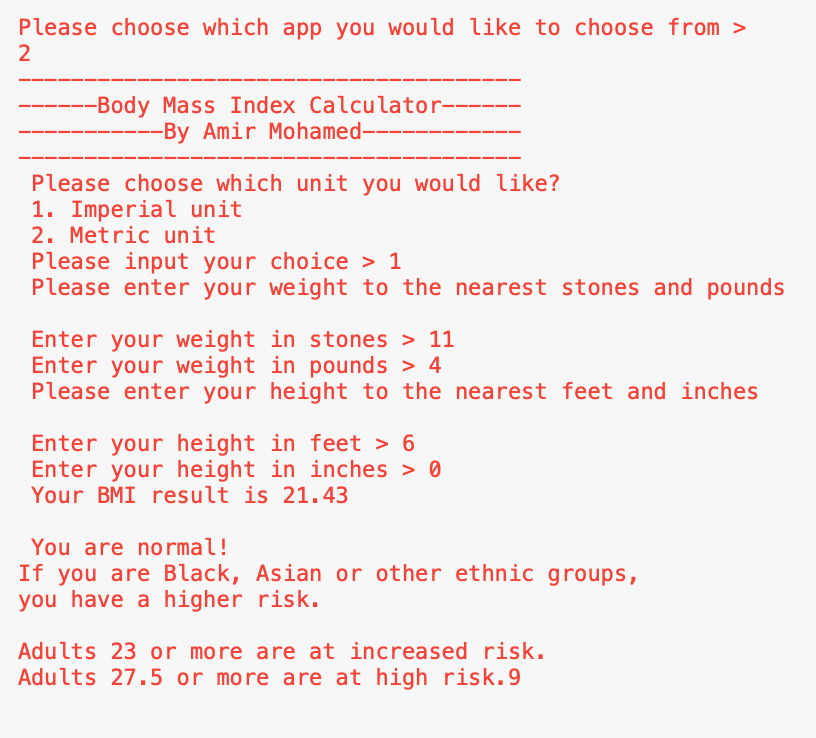 Please choose which app you would like to choose from >
2
--------------------------------------
------Body Mass Index Calculator------
-----------By Amir Mohamed------------
--------------------------------------
Please choose which unit you would like?
1. Imperial unit
2. Metric unit
Please input your choice > 1
Please enter your weight to the nearest stones and pounds
Enter your weight in stones > 11
Enter your weight in pounds > 4
Please enter your height to the nearest feet and inches
Enter your height in feet > 6
Enter your height in inches > 0
Your BMI result is 21.43
You are normal!
If you are Black, Asian or other ethnic groups,
you have a higher risk.
Adults 23 or more are at increased risk.
Adults 27.5 or more are at high risk.9